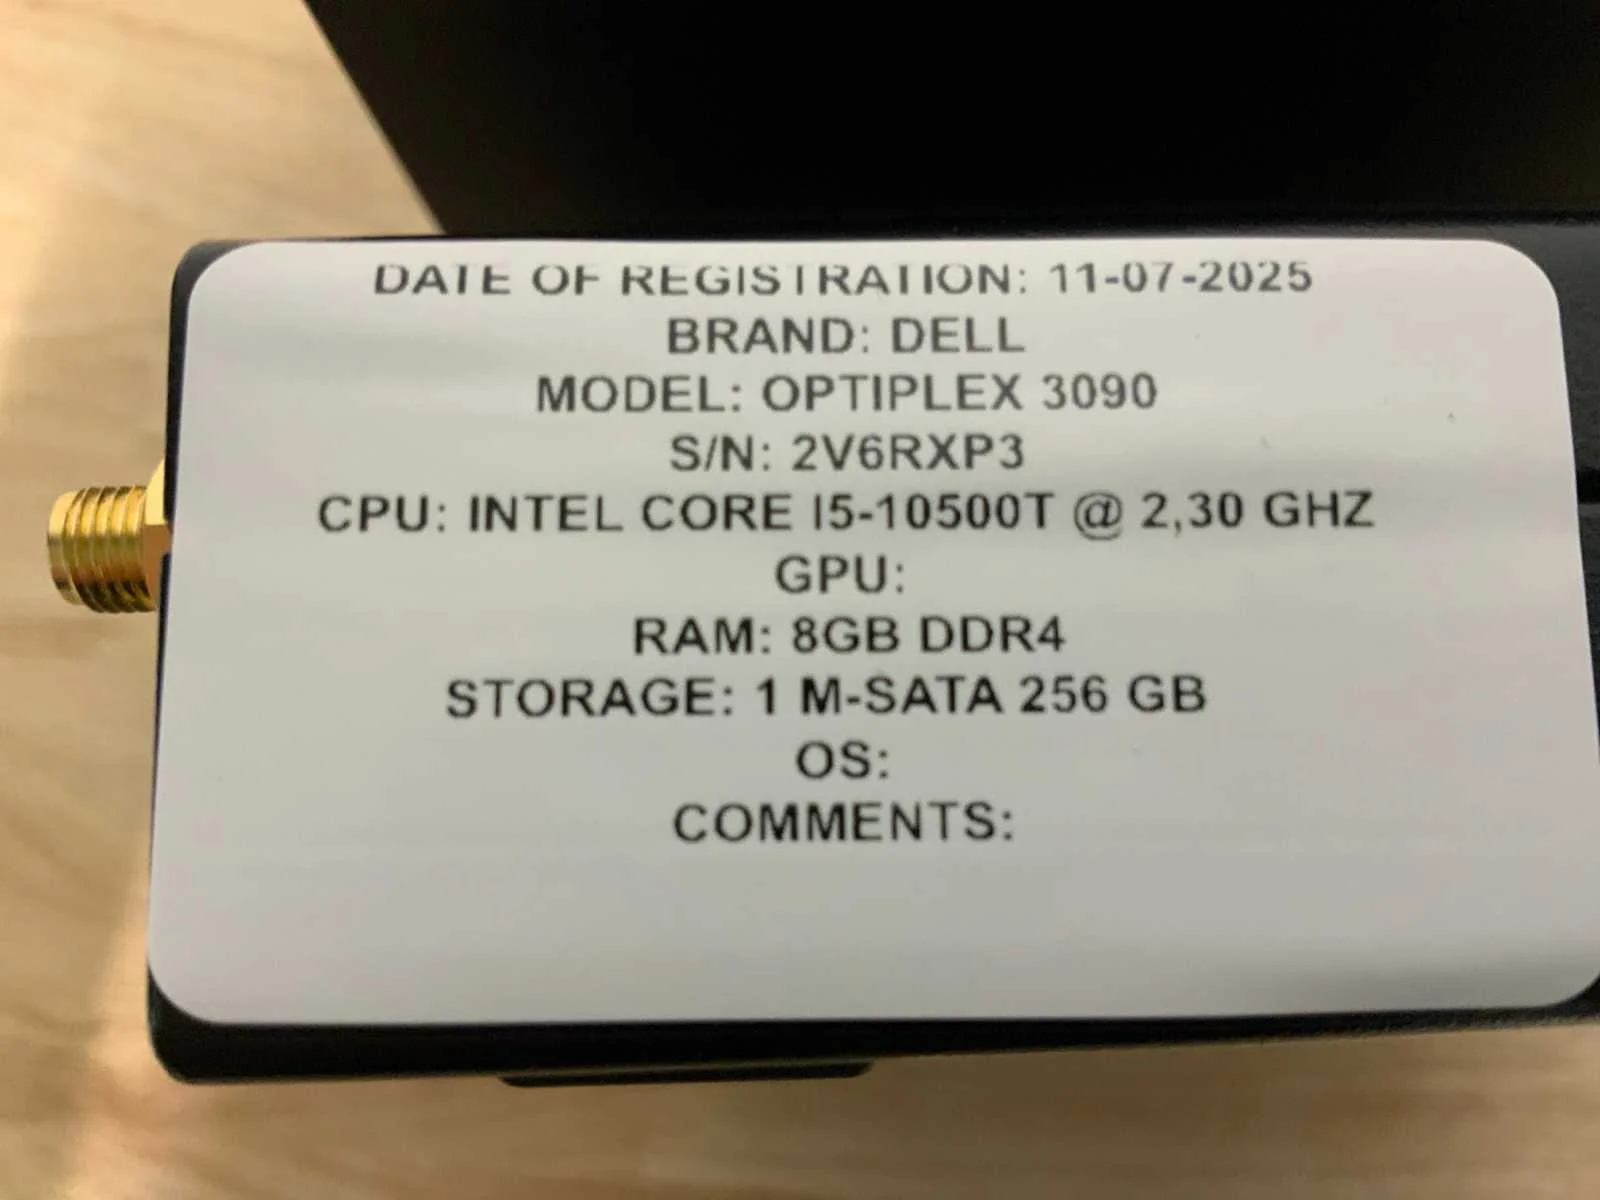 DATE OF REGISTRATION: 11-07-2025
BRAND: DELL
MODEL: OPTIPLEX 3090
S/N: 2V6RXP3
CPU: INTEL CORE I5-10500T @ 2,30 GHZ
GPU:
RAM: 8GB DDR4
STORAGE: 1 M-SATA 256 GB
OS:
COMMENTS: